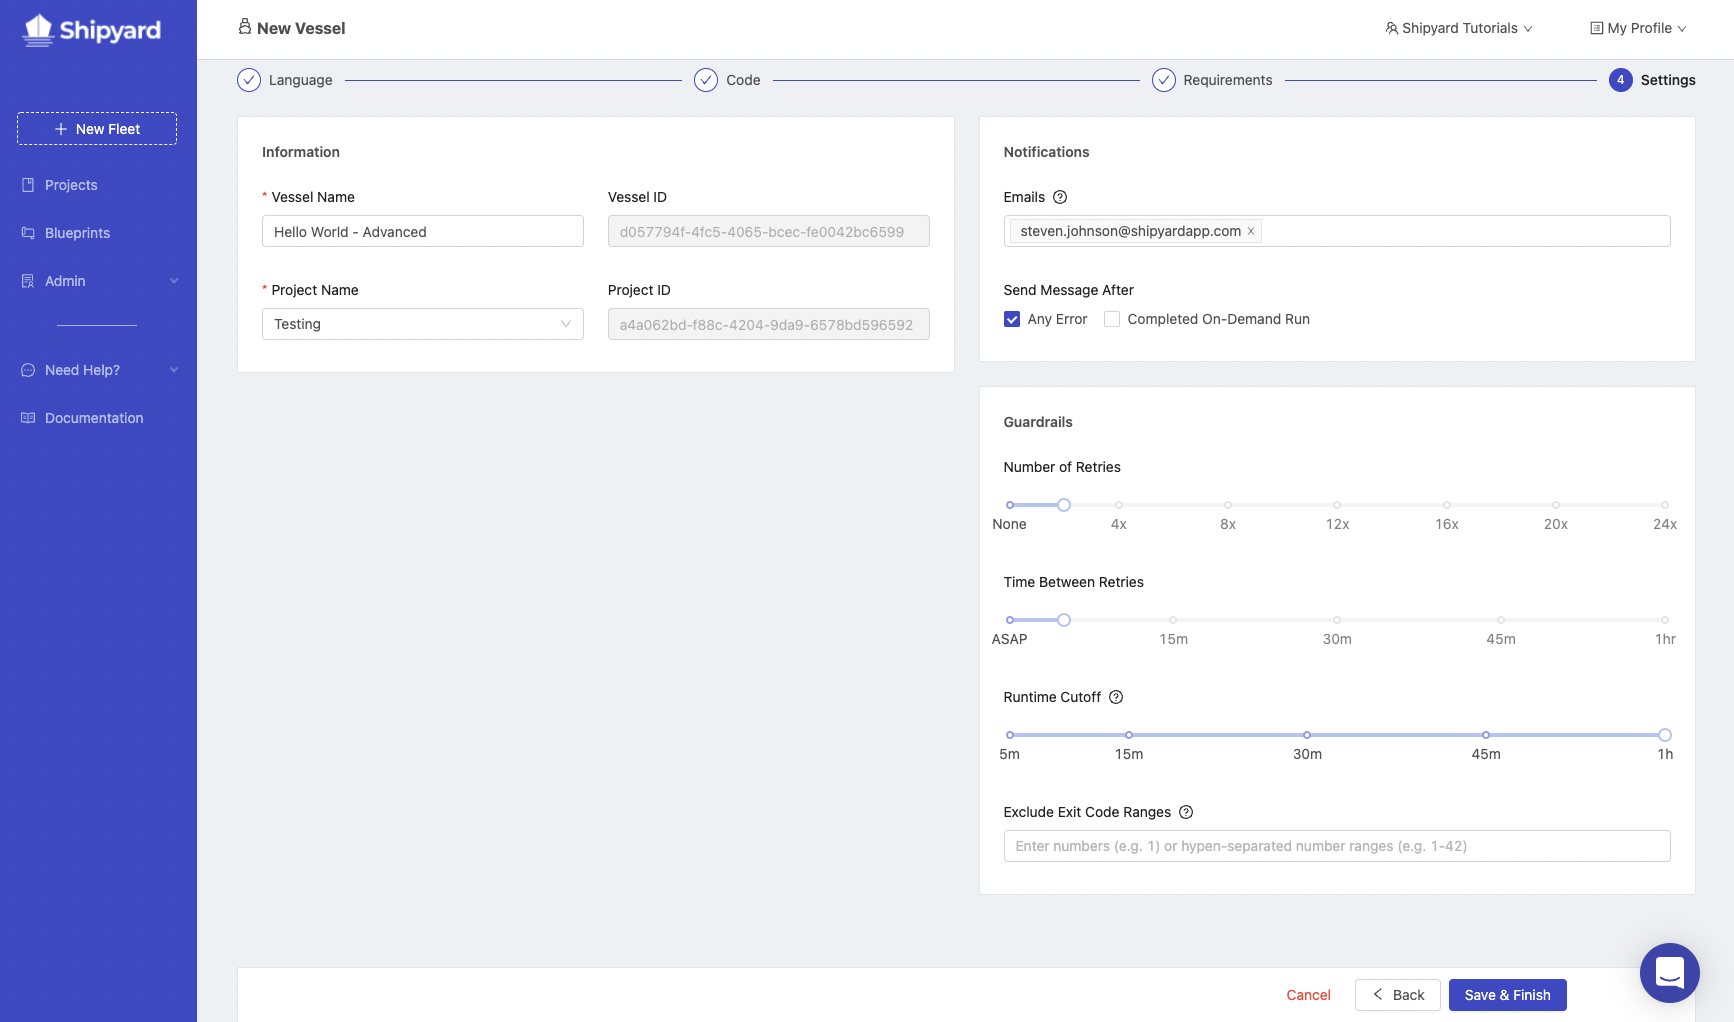 Shipyard
New Vessel
Shipyard Tutorials
My Profile
Language
Code
Requirements
4 Settings
New Fleet
Projects
Blueprints
Admin
Need Help?
Documentation
Information
* Vessel Name
Vessel ID
Hello World - Advanced
d057794f-4fc5-4065-bcec-fe0042bc6599
* Project Name
Project ID
Testing
a4a062bd-f88c-4204-9da9-6578bd596592
Notifications
Emails
steven.johnson@shipyardapp.com
Send Message After
Any Error
Completed On-Demand Run
Guardrails
Number of Retries
None 4x 8x 12x 16x 20x 24x
Time Between Retries
ASAP 15m 30m 45m 1hr
Runtime Cutoff
5m 15m 30m 45m 1h
Exclude Exit Code Ranges
Enter numbers (e.g. 1) or hypen-separated number ranges (e.g. 1-42)
Cancel
Back
Save & Finish